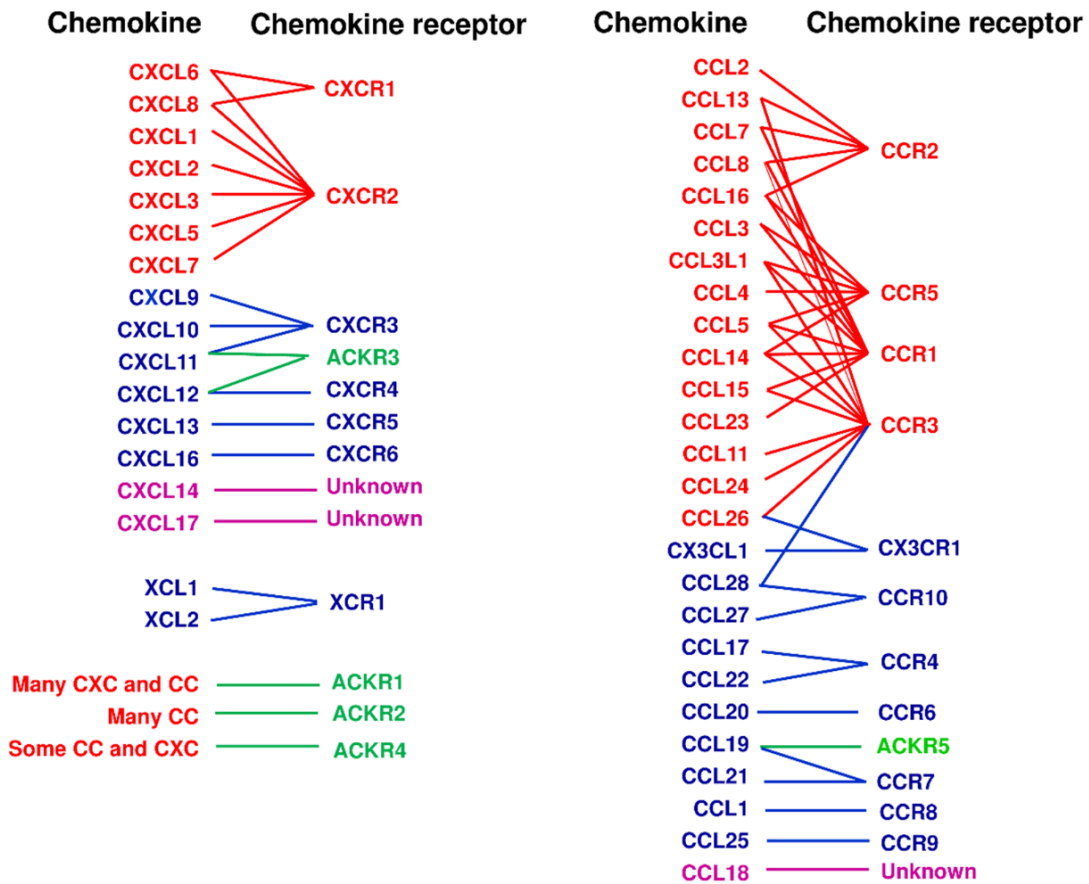 Chemokine Chemokine receptor
CXCL6
CXCL8
CXCL1
CXCL2
CXCL3
CXCL5
CXCL7
CXCL9
CXCL10
CXCL11
CXCL12
CXCL13
CXCL16
CXCL14
CXCL17
XCL1
XCL2
Many CXC and CC
Many CC
Some CC and CXC
CXCR1
CXCR2
CXCR3
ACKR3
CXCR4
CXCR5
CXCR6
Unknown
Unknown
XCR1
ACKR1
ACKR2
ACKR4
Chemokine Chemokine receptor
CCL2
CCL13
CCL7
CCL8
CCL16
CCL3
CCL3L1
CCL4
CCL5
CCL14
CCL15
CCL23
CCL11
CCL24
CCL26
CX3CL1
CCL28
CCL27
CCL17
CCL22
CCL20
CCL19
CCL21
CCL1
CCL25
CCL18
CCR2
CCR5
CCR1
CCR3
CX3CR1
CCR10
CCR4
CCR6
ACKR5
CCR7
CCR8
CCR9
Unknown